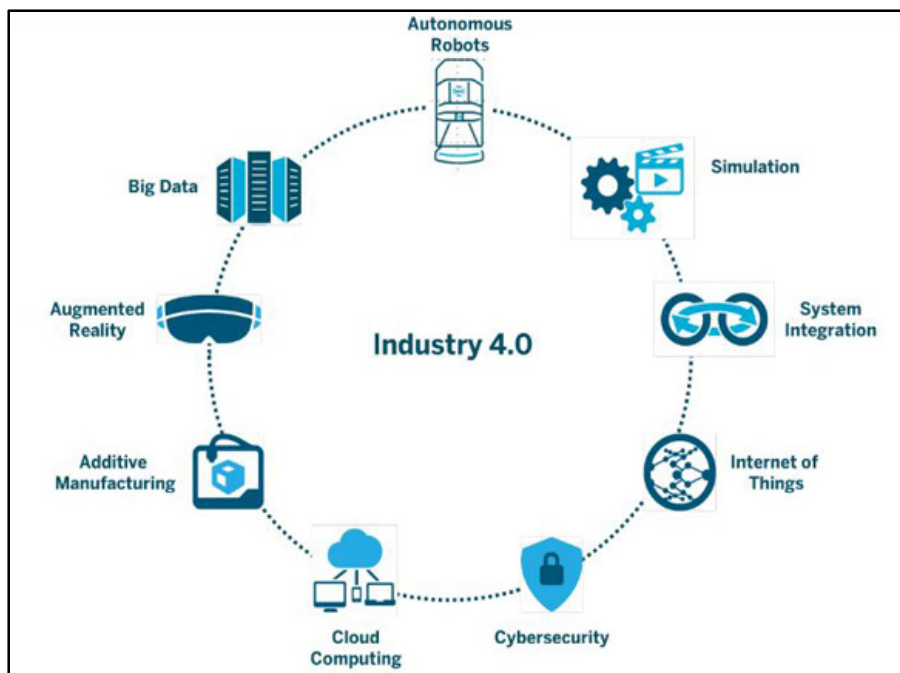 Autonomous
Robots
Simulation
System
Integration
Internet of
Things
Cybersecurity
Cloud
Computing
Additive
Manufacturing
Augmented
Reality
Big Data
Industry 4.0